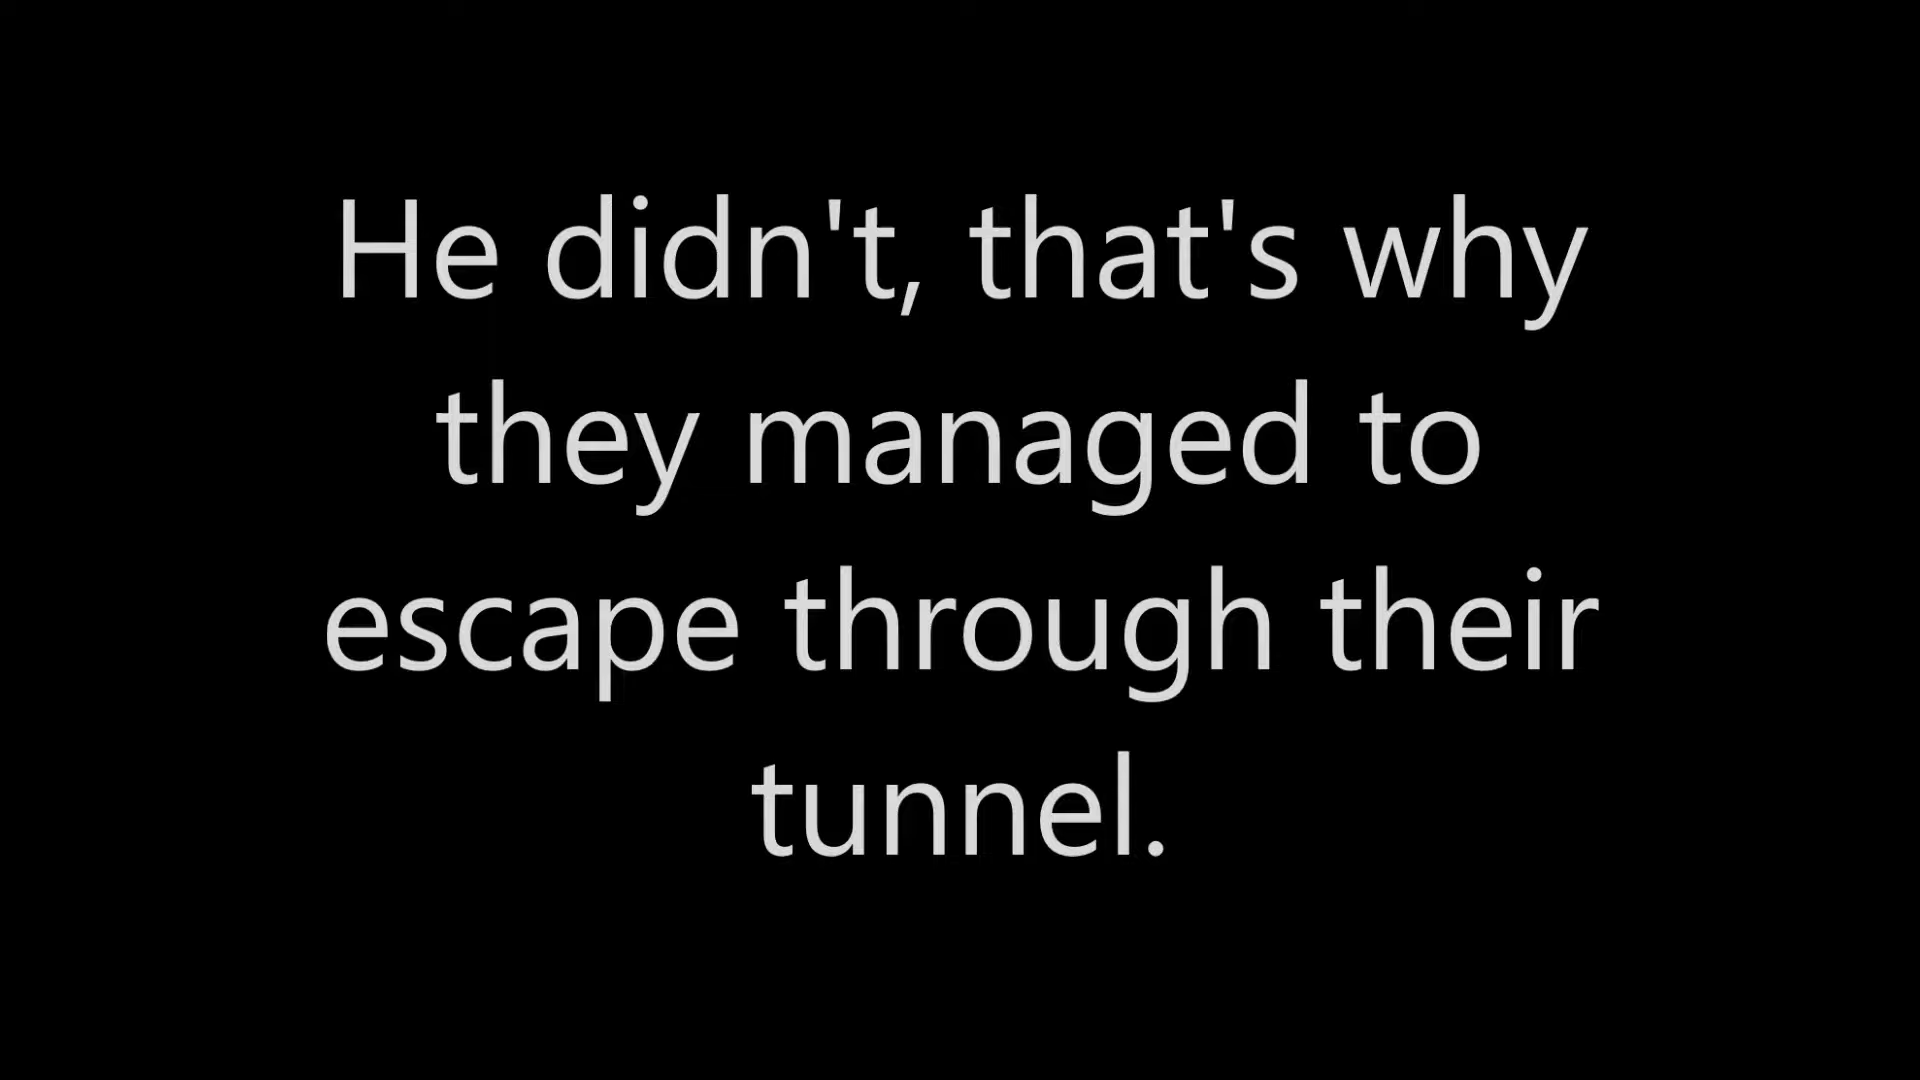 He didn't, that's why
they managed to
escape through their
tunnel.